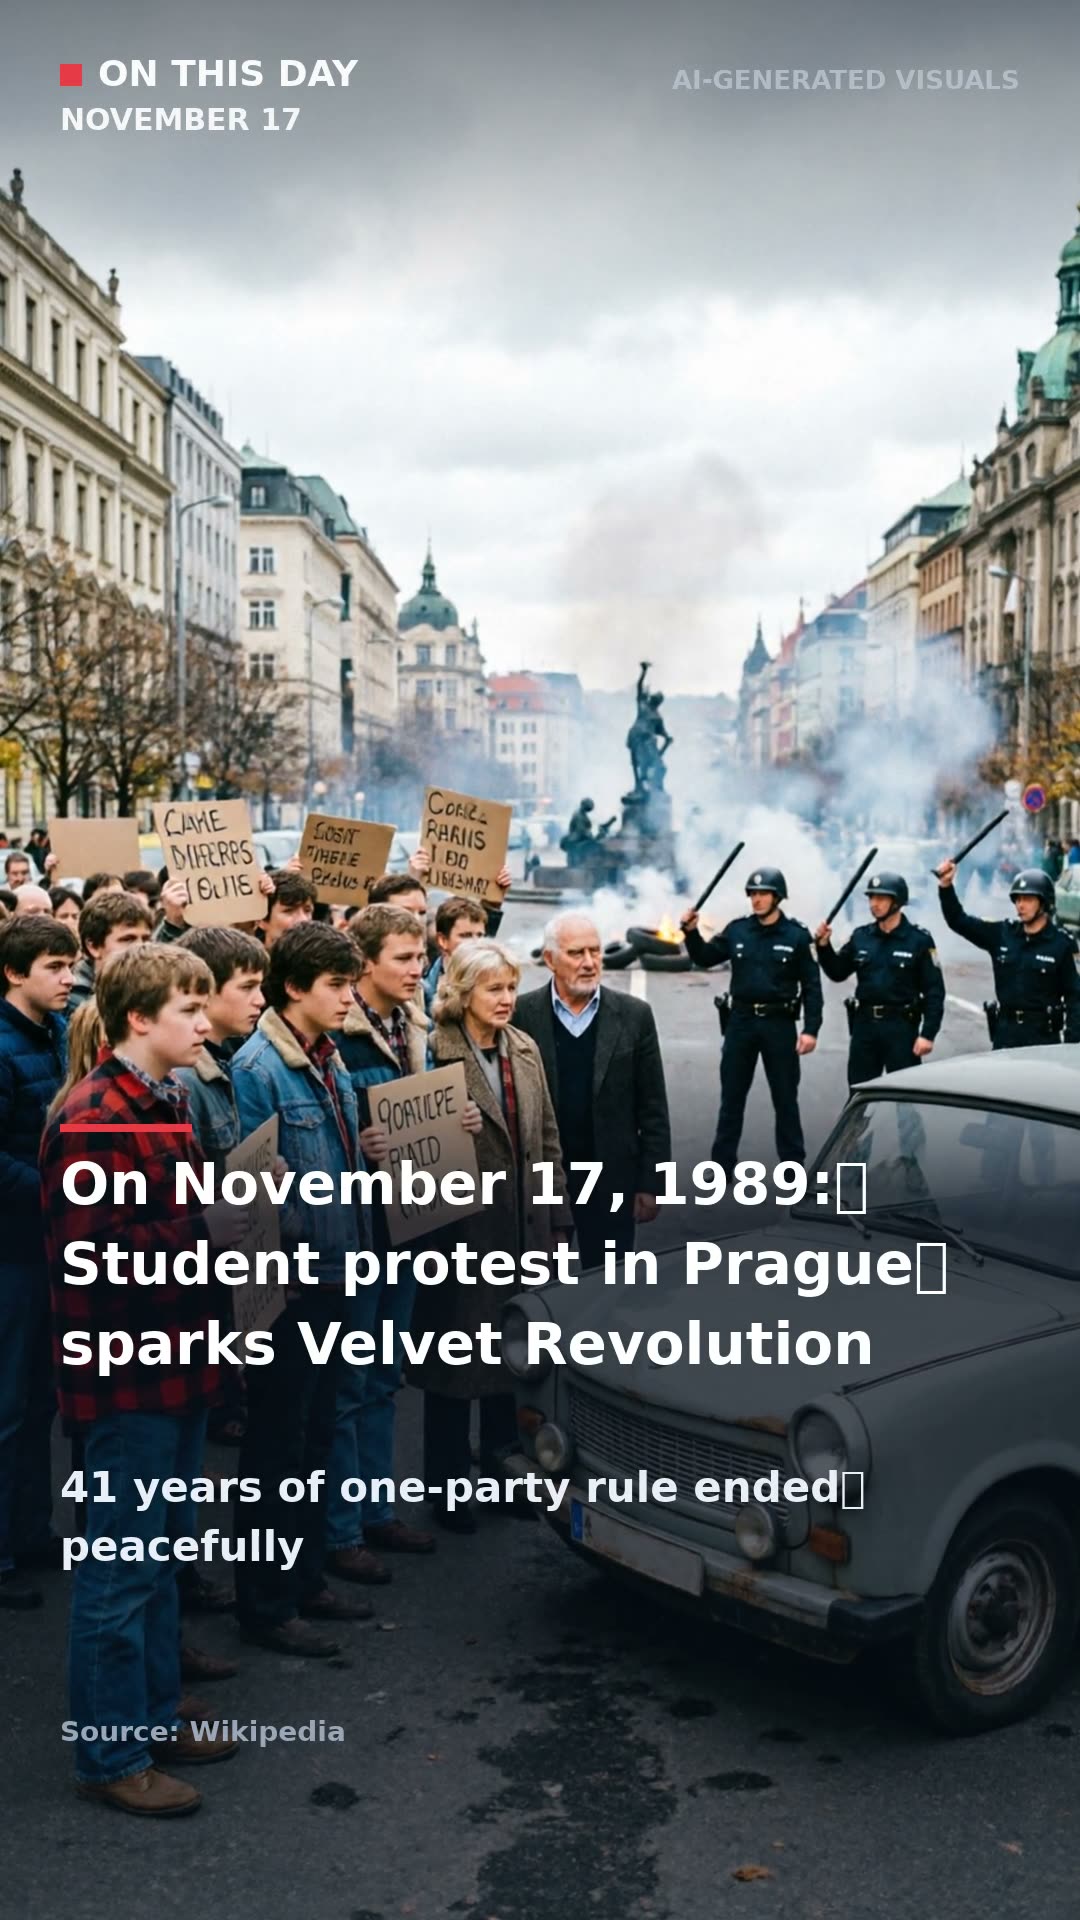 ON THIS DAY
NOVEMBER 17
AI-GENERATED VISUALS
On November 17, 1989:
Student protest in Prague
sparks Velvet Revolution
41 years of one-party rule ended
peacefully
Source: Wikipedia